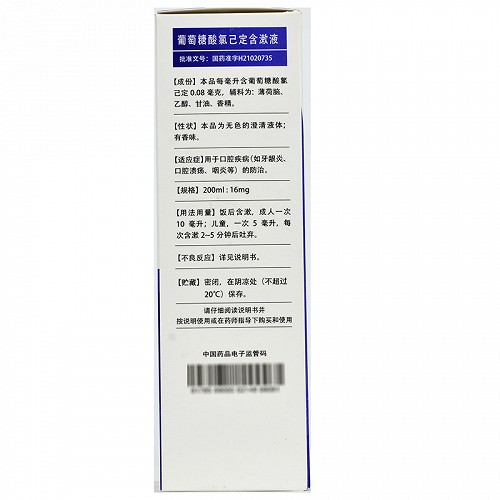 葡萄糖酸氯己定含漱液
批准文号：国药准字H21020735
【成份】本品每毫升含葡萄糖酸氯
己定0.08毫克，辅料为：薄荷脑、
乙醇、甘油、香精。
【性状】本品为无色的澄清液体；
有香味。
【适应症】用于口腔疾病（如牙龈炎、
口腔溃疡、咽炎等）的防治。
【规格】200ml : 16mg
【用法用量】饭后含漱，成人一次
10毫升；儿童，一次5毫升，每
次含漱2~5分钟后吐弃。
【不良反应】详见说明书。
【贮藏】密闭，在阴凉处（不超过
20℃）保存。
请仔细阅读说明书并
按说明使用或在药师指导下购买和使用
中国药品电子监管码